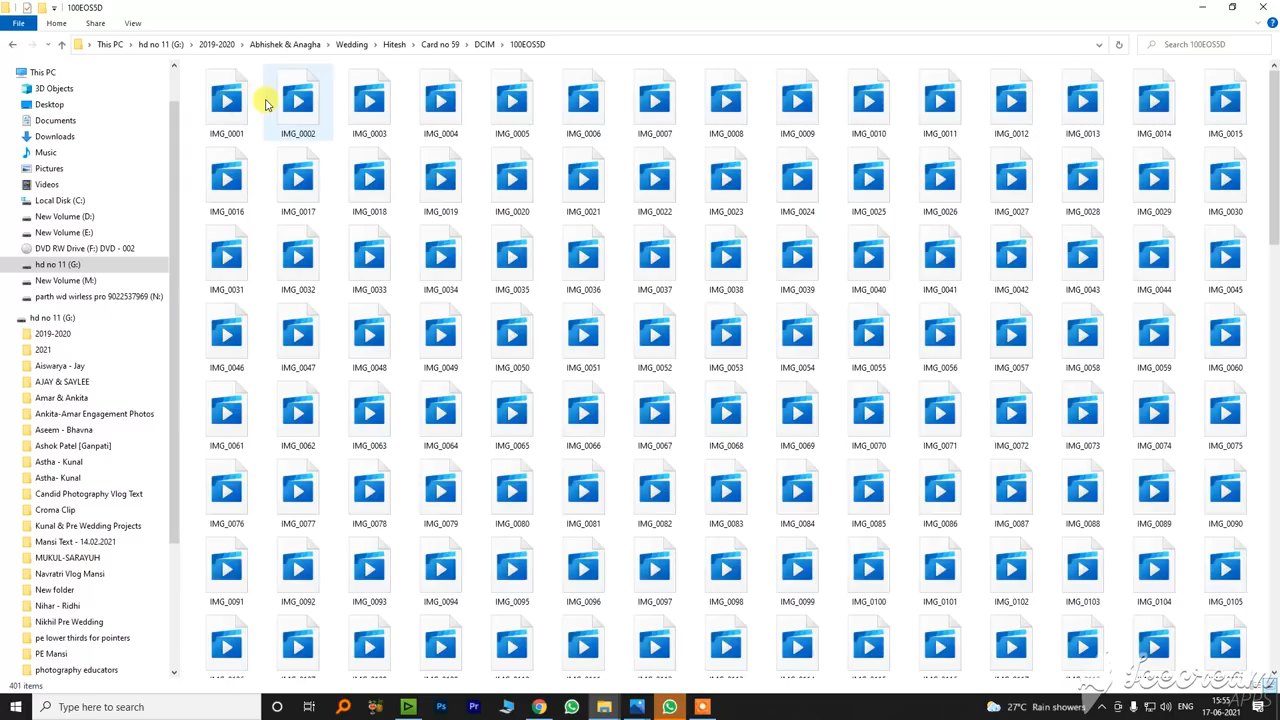 100EOS5D
File Home Share View
This PC hd no 11 (G:) 2019-2020 Abhishek & Anagha Wedding Hitesh Card no 59 DCIM 100EOS5D Search 100EOS5D
This PC
3D Objects
Desktop
Documents
Downloads
Music
Pictures
Videos
Local Disk (C:)
New Volume (D:)
New Volume (E:)
DVD RW Drive (F:) DVD - 002
hd no 11 (G:)
New Volume (M:)
parth wd wirless pro 9022537969 (N:)
hd no 11 (G:)
2019-2020
2021
Aiswarya - Jay
AJAY & SAYLEE
Amar & Ankita
Ankita-Amar Engagement Photos
Aseem - Bhavna
Ashok Patel [Ganpati]
Astha - Kunal
Astha- Kunal
Candid Photography Vlog Text
Croma Clip
Kunal & Pre Wedding Projects
Mansi Text - 14.02.2021
MUKUL-SARAYUH
Navratri Vlog Mansi
New folder
Nihar - Ridhi
Nikhil Pre Wedding
pe lower thirds for pointers
PE Mansi
photography educators
IMG_0001 IMG_0002 IMG_0003 IMG_0004 IMG_0005 IMG_0006 IMG_0007 IMG_0008 IMG_0009 IMG_0010 IMG_0011 IMG_0012 IMG_0013 IMG_0014 IMG_0015
IMG_0016 IMG_0017 IMG_0018 IMG_0019 IMG_0020 IMG_0021 IMG_0022 IMG_0023 IMG_0024 IMG_0025 IMG_0026 IMG_0027 IMG_0028 IMG_0029 IMG_0030
IMG_0031 IMG_0032 IMG_0033 IMG_0034 IMG_0035 IMG_0036 IMG_0037 IMG_0038 IMG_0039 IMG_0040 IMG_0041 IMG_0042 IMG_0043 IMG_0044 IMG_0045
IMG_0046 IMG_0047 IMG_0048 IMG_0049 IMG_0050 IMG_0051 IMG_0052 IMG_0053 IMG_0054 IMG_0055 IMG_0056 IMG_0057 IMG_0058 IMG_0059 IMG_0060
IMG_0061 IMG_0062 IMG_0063 IMG_0064 IMG_0065 IMG_0066 IMG_0067 IMG_0068 IMG_0069 IMG_0070 IMG_0071 IMG_0072 IMG_0073 IMG_0074 IMG_0075
IMG_0076 IMG_0077 IMG_0078 IMG_0079 IMG_0080 IMG_0081 IMG_0082 IMG_0083 IMG_0084 IMG_0085 IMG_0086 IMG_0087 IMG_0088 IMG_0089 IMG_0090
IMG_0091 IMG_0092 IMG_0093 IMG_0094 IMG_0095 IMG_0096 IMG_0097 IMG_0098 IMG_0099 IMG_0100 IMG_0101 IMG_0102 IMG_0103 IMG_0104 IMG_0105
401 items
Icecream
APPS
Type here to search
Ps
Pr
27°C Rain showers
15:55
17-06-2021